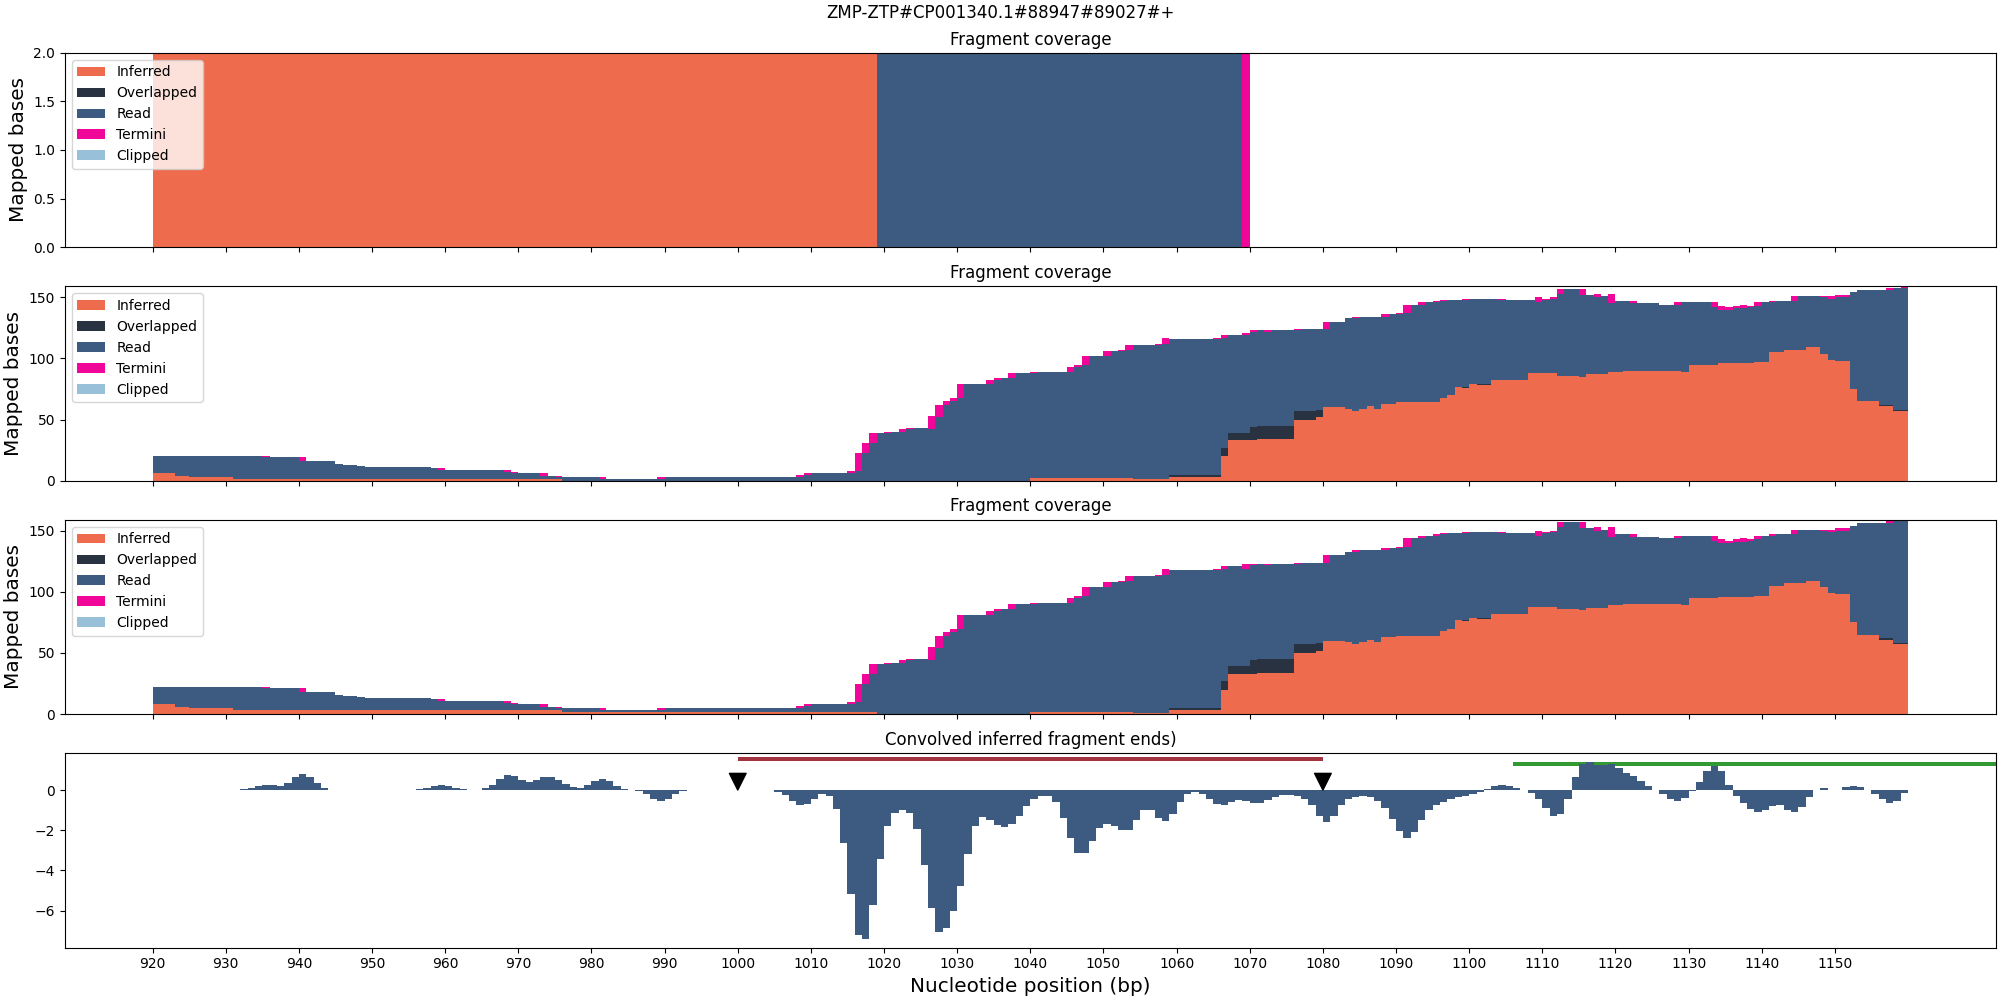 ZMP-ZTP#CP001340.1#88947#89027#+
Fragment coverage
Mapped bases
2.0
1.5
1.0
0.5
0.0
Inferred
Overlapped
Read
Termini
Clipped
Fragment coverage
Mapped bases
150
100
50
0
Inferred
Overlapped
Read
Termini
Clipped
Fragment coverage
Mapped bases
150
100
50
0
Inferred
Overlapped
Read
Termini
Clipped
Convolved inferred fragment ends)
0
−2
−4
−6
920 930 940 950 960 970 980 990 1000 1010 1020 1030 1040 1050 1060 1070 1080 1090 1100 1110 1120 1130 1140 1150
Nucleotide position (bp)